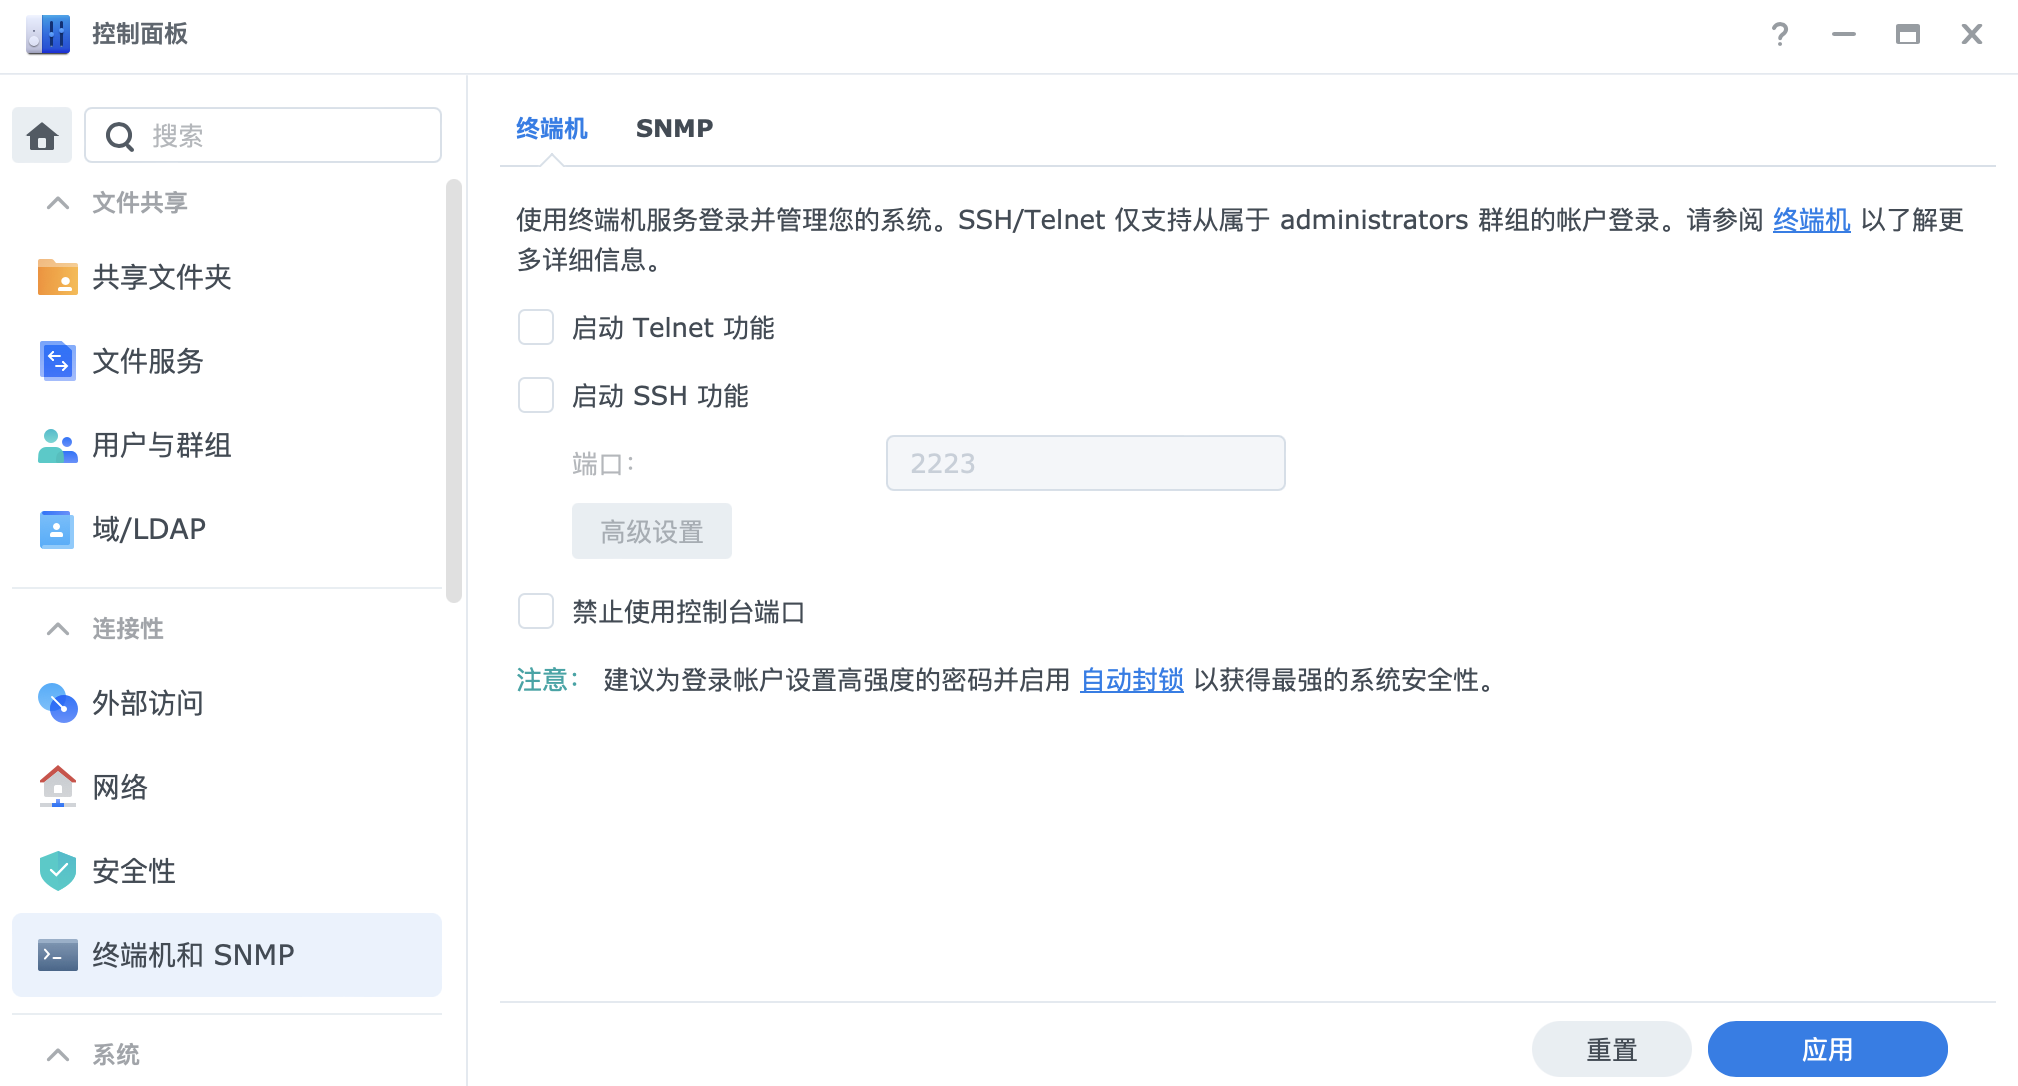 控制面板
搜索
文件共享
共享文件夹
文件服务
用户与群组
域/LDAP
连接性
外部访问
网络
安全性
终端机和 SNMP
系统
终端机 SNMP
使用终端机服务登录并管理您的系统。SSH/Telnet 仅支持从属于 administrators 群组的帐户登录。请参阅 终端机 以了解更
多详细信息。
启动 Telnet 功能
启动 SSH 功能
端口： 2223
高级设置
禁止使用控制台端口
注意： 建议为登录帐户设置高强度的密码并启用 自动封锁 以获得最强的系统安全性。
重置 应用